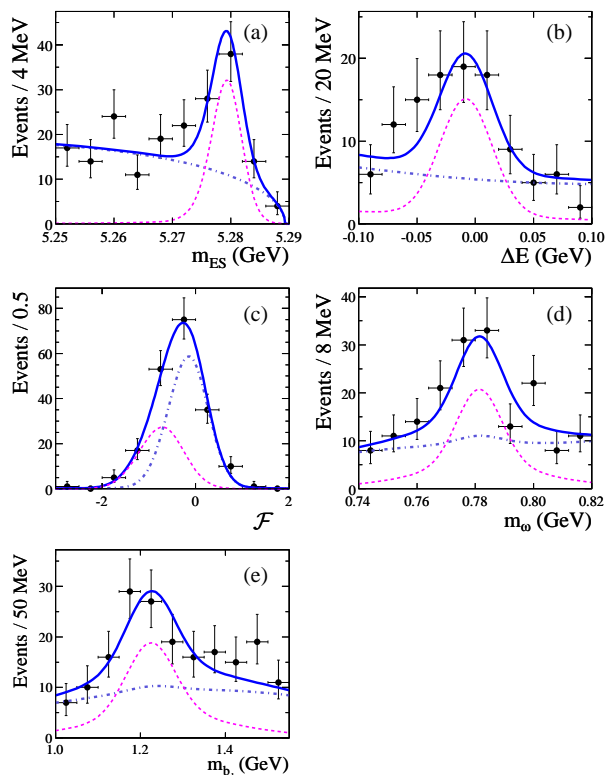 (a)
Events / 4 MeV
40
30
20
10
0
5.25 5.26 5.27 5.28 5.29
m_ES (GeV)
(b)
Events / 20 MeV
20
10
0
-0.10 -0.05 0.00 0.05 0.10
ΔE (GeV)
(c)
Events / 0.5
80
60
40
20
0
-2 0 2
ℱ
(d)
Events / 8 MeV
40
30
20
10
0
0.74 0.76 0.78 0.80 0.82
m_ω (GeV)
(e)
Events / 50 MeV
30
20
10
0
1.0 1.2 1.4
m_b (GeV)